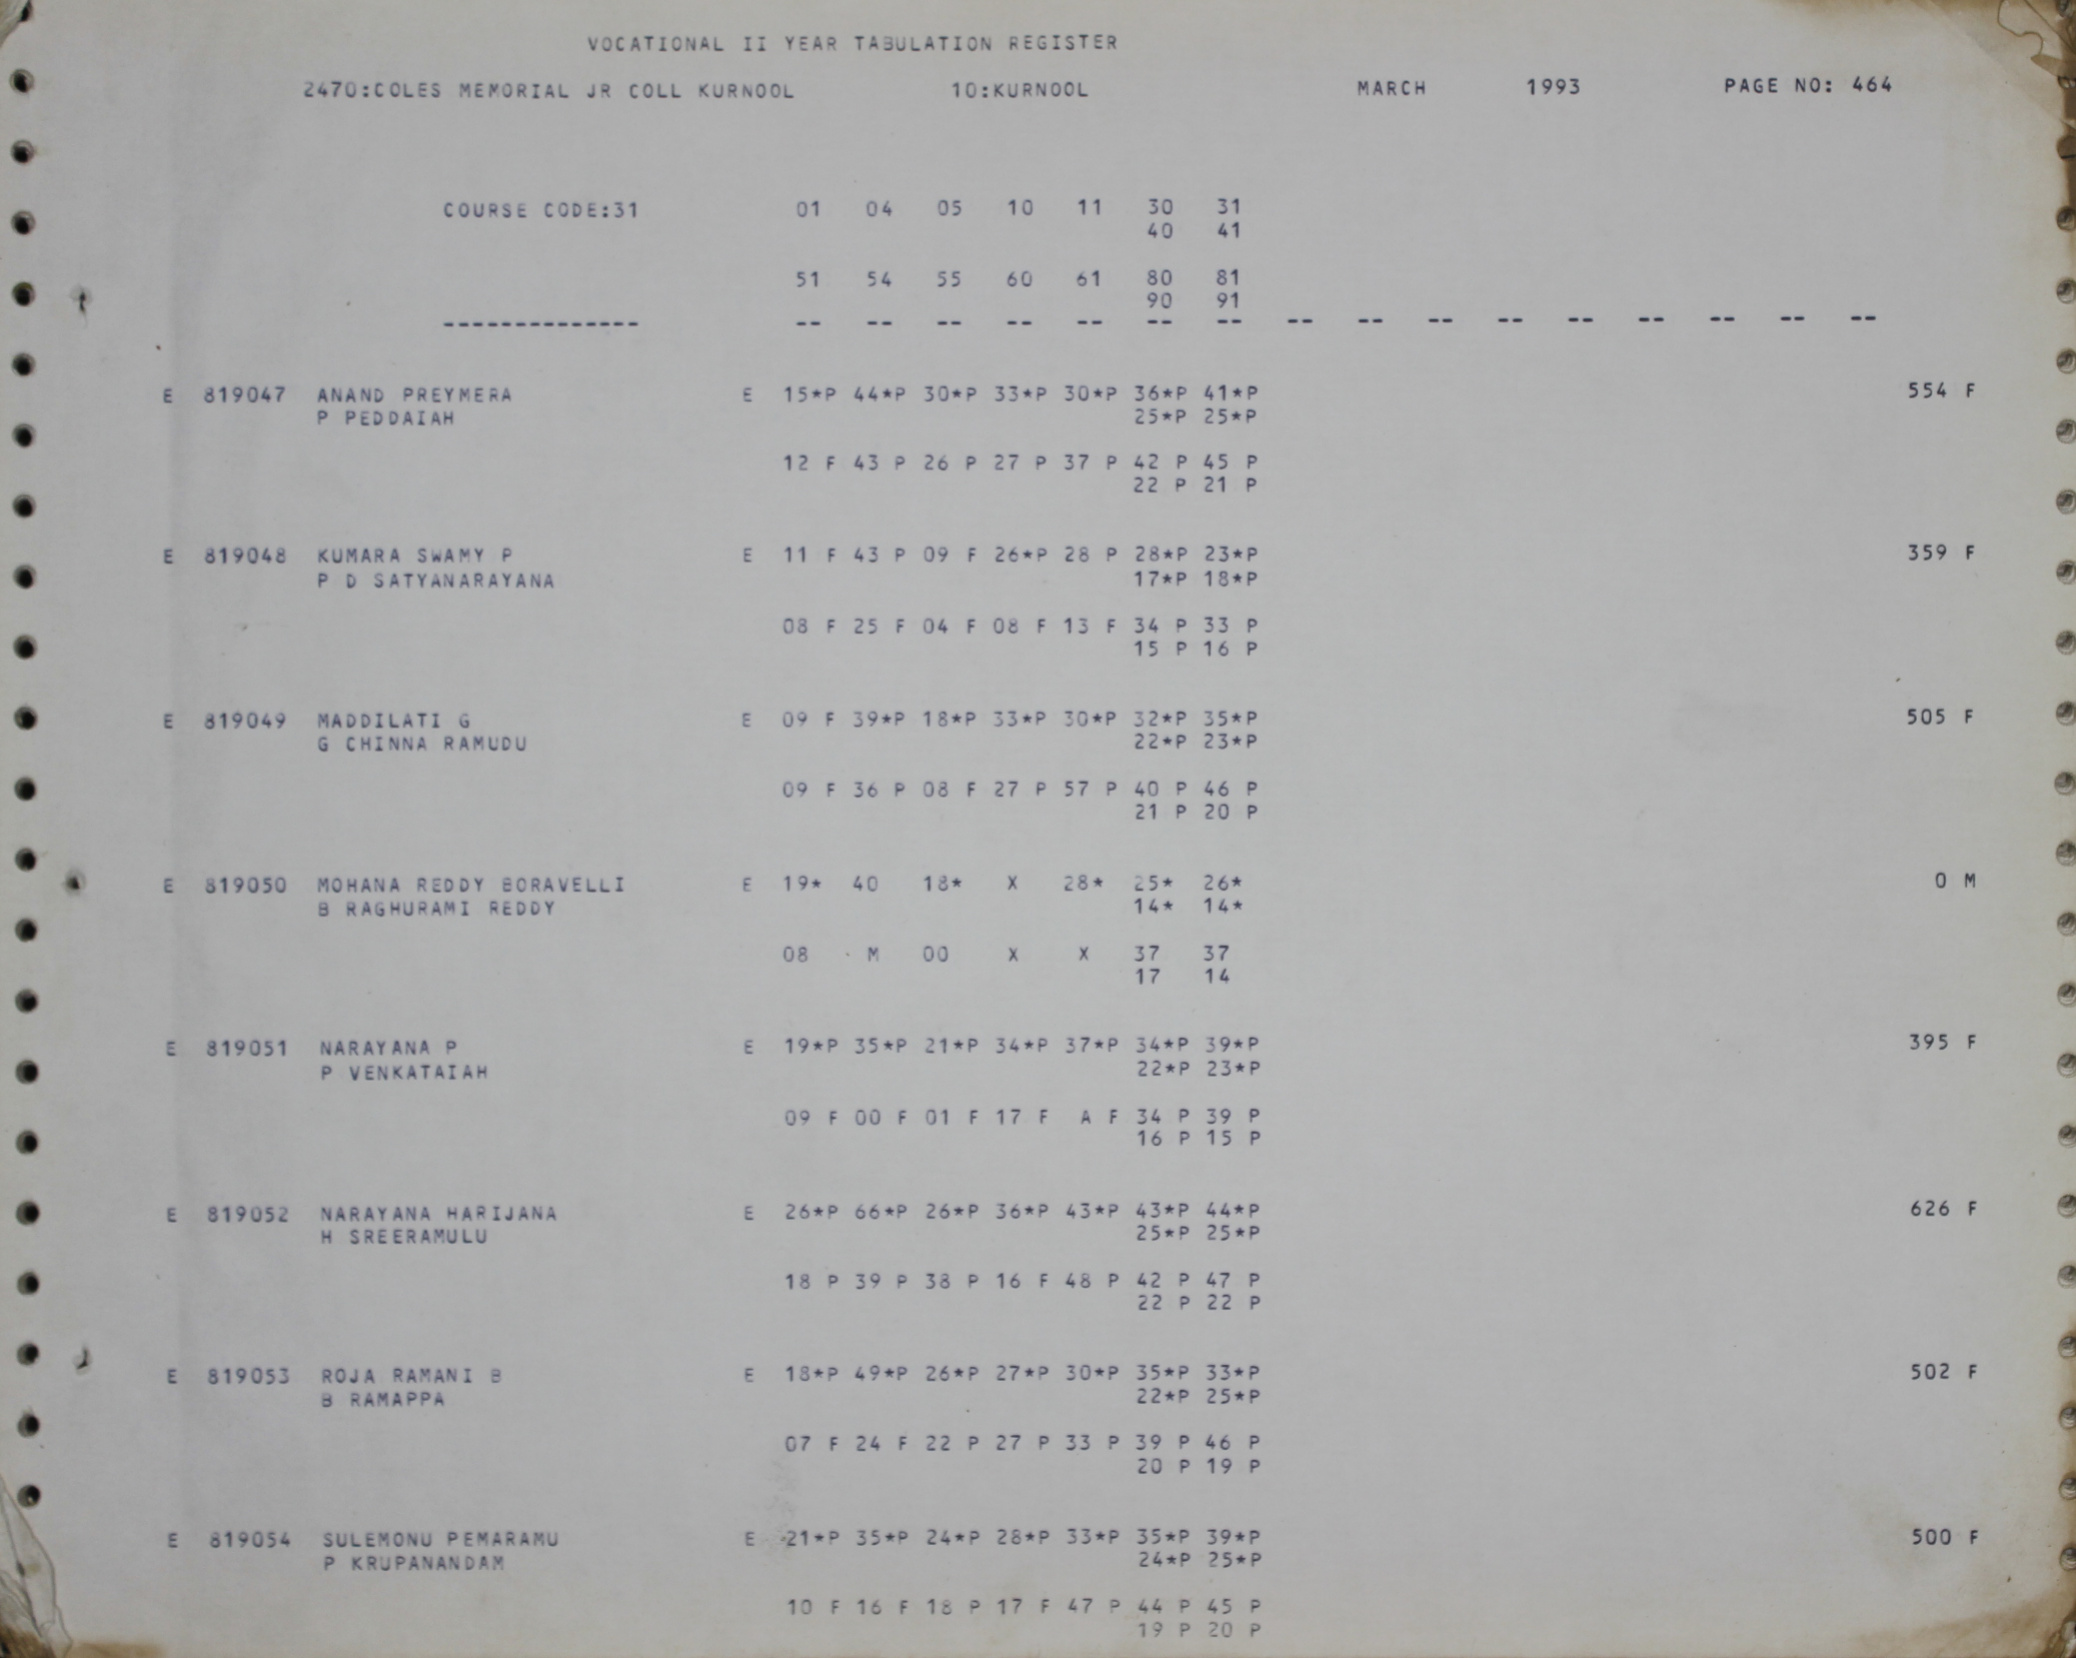 VOCATIONAL II YEAR TABULATION REGISTER
2470:COLES MEMORIAL JR COLL KURNOOL 10:KURNOOL MARCH 1993 PAGE NO: 464
COURSE CODE:31 01 04 05 10 11 30 31
40 41
51 54 55 60 61 80 81
90 91
-------------- -- -- -- -- -- -- -- -- -- -- -- -- -- -- -- --
E 819047 ANAND PREYMERA E 15*P 44*P 30*P 33*P 30*P 36*P 41*P 554 F
P PEDDAIAH 25*P 25*P
12 F 43 P 26 P 27 P 37 P 42 P 45 P
22 P 21 P
E 819048 KUMARA SWAMY P E 11 F 43 P 09 F 26*P 28 P 28*P 23*P 359 F
P D SATYANARAYANA 17*P 18*P
08 F 25 F 04 F 08 F 13 F 34 P 33 P
15 P 16 P
E 819049 MADDILATI G E 09 F 39*P 18*P 33*P 30*P 32*P 35*P 505 F
G CHINNA RAMUDU 22*P 23*P
09 F 36 P 08 F 27 P 57 P 40 P 46 P
21 P 20 P
E 819050 MOHANA REDDY BORAVELLI E 19* 40 18* X 28* 25* 26* 0 M
B RAGHURAMI REDDY 14* 14*
08 M 00 X X 37 37
17 14
E 819051 NARAYANA P E 19*P 35*P 21*P 34*P 37*P 34*P 39*P 395 F
P VENKATAIAH 22*P 23*P
09 F 00 F 01 F 17 F A F 34 P 39 P
16 P 15 P
E 819052 NARAYANA HARIJANA E 26*P 66*P 26*P 36*P 43*P 43*P 44*P 626 F
H SREERAMULU 25*P 25*P
18 P 39 P 38 P 16 F 48 P 42 P 47 P
22 P 22 P
E 819053 ROJA RAMANI B E 18*P 49*P 26*P 27*P 30*P 35*P 33*P 502 F
B RAMAPPA 22*P 25*P
07 F 24 F 22 P 27 P 33 P 39 P 46 P
20 P 19 P
E 819054 SULEMONU PEMARAMU E 21*P 35*P 24*P 28*P 33*P 35*P 39*P 500 F
P KRUPANANDAM 24*P 25*P
10 F 16 F 18 P 17 F 47 P 44 P 45 P
19 P 20 P